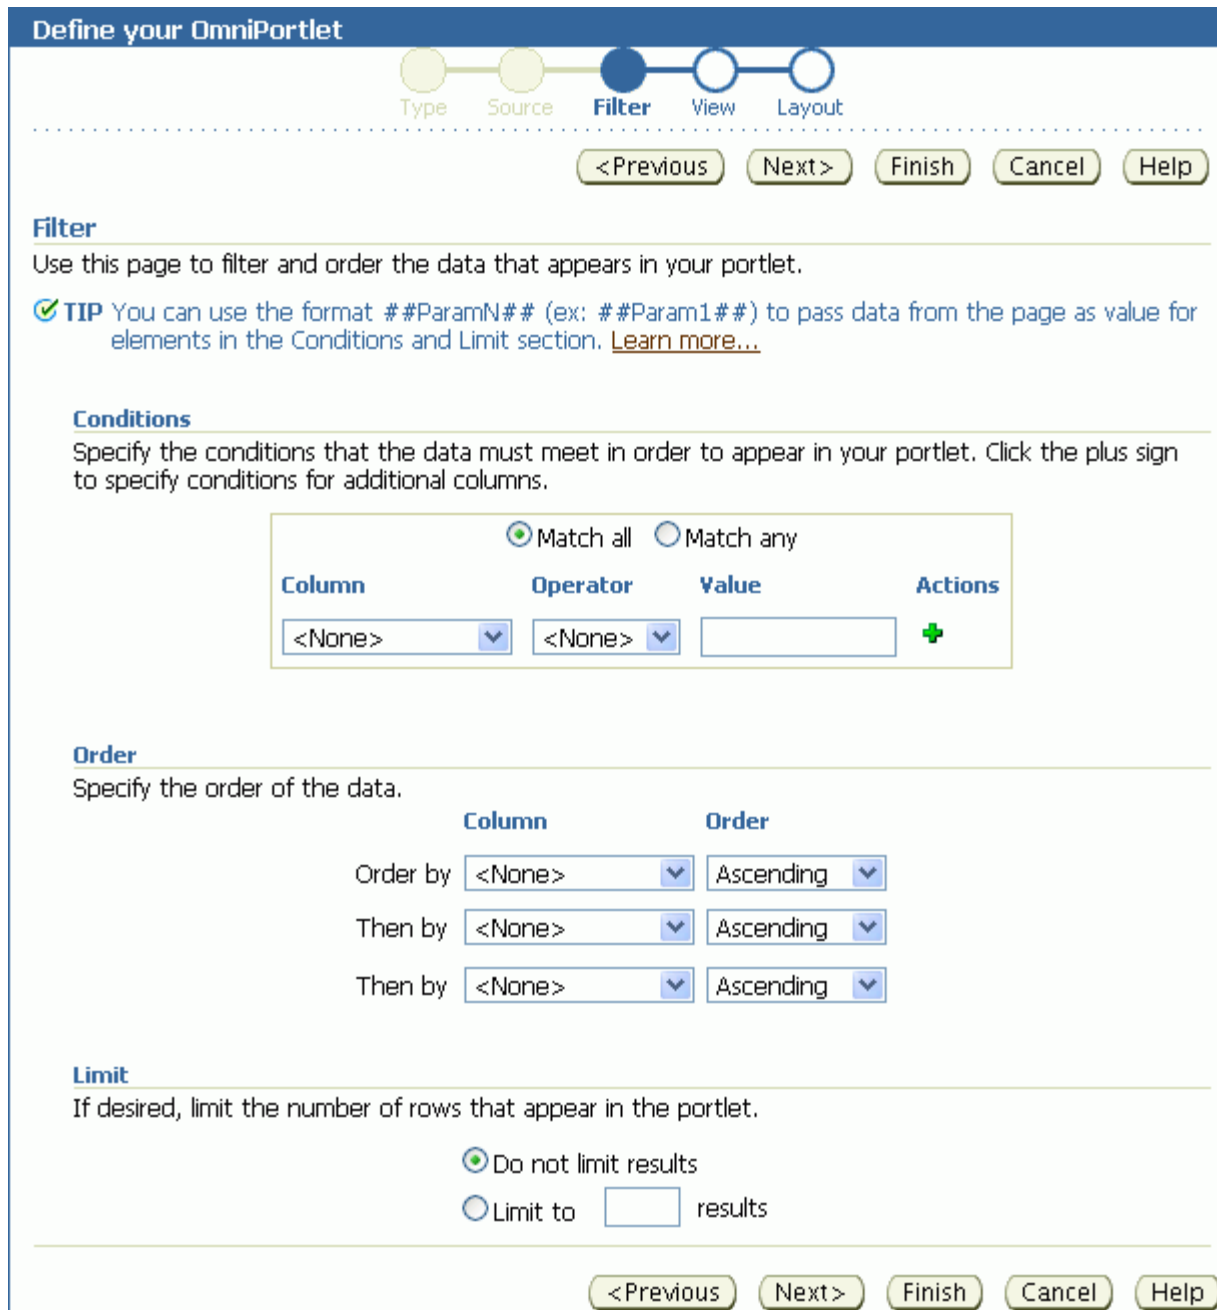 Define your OmniPortlet
Type Source Filter View Layout
<Previous Next> Finish Cancel Help
Filter
Use this page to filter and order the data that appears in your portlet.
TIP You can use the format ##ParamN## (ex: ##Param1##) to pass data from the page as value for
elements in the Conditions and Limit section. Learn more...
Conditions
Specify the conditions that the data must meet in order to appear in your portlet. Click the plus sign
to specify conditions for additional columns.
Match all Match any
Column Operator Value Actions
<None> <None>
Order
Specify the order of the data.
Column Order
Order by <None> Ascending
Then by <None> Ascending
Then by <None> Ascending
Limit
If desired, limit the number of rows that appear in the portlet.
Do not limit results
Limit to results
<Previous Next> Finish Cancel Help